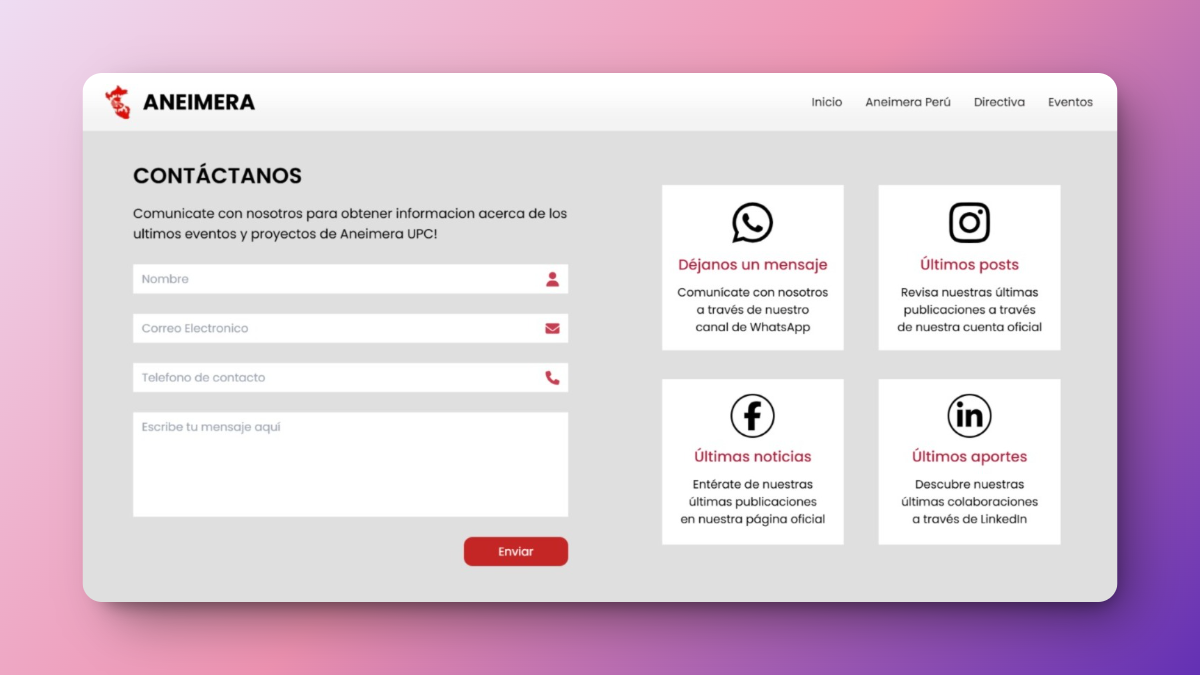 ANEIMERA
Inicio
Aneimera Perú
Directiva
Eventos
CONTÁCTANOS
Comunicate con nosotros para obtener informacion acerca de los
ultimos eventos y proyectos de Aneimera UPC!
Nombre
Correo Electronico
Telefono de contacto
Escribe tu mensaje aqui
Enviar
Déjanos un mensaje
Comunícate con nosotros
a través de nuestro
canal de WhatsApp
Últimos posts
Revisa nuestras últimas
publicaciones a través
de nuestra cuenta oficial
Últimas noticias
Entérate de nuestras
últimas publicaciones
en nuestra página oficial
Últimos aportes
Descubre nuestras
últimas colaboraciones
a través de LinkedIn